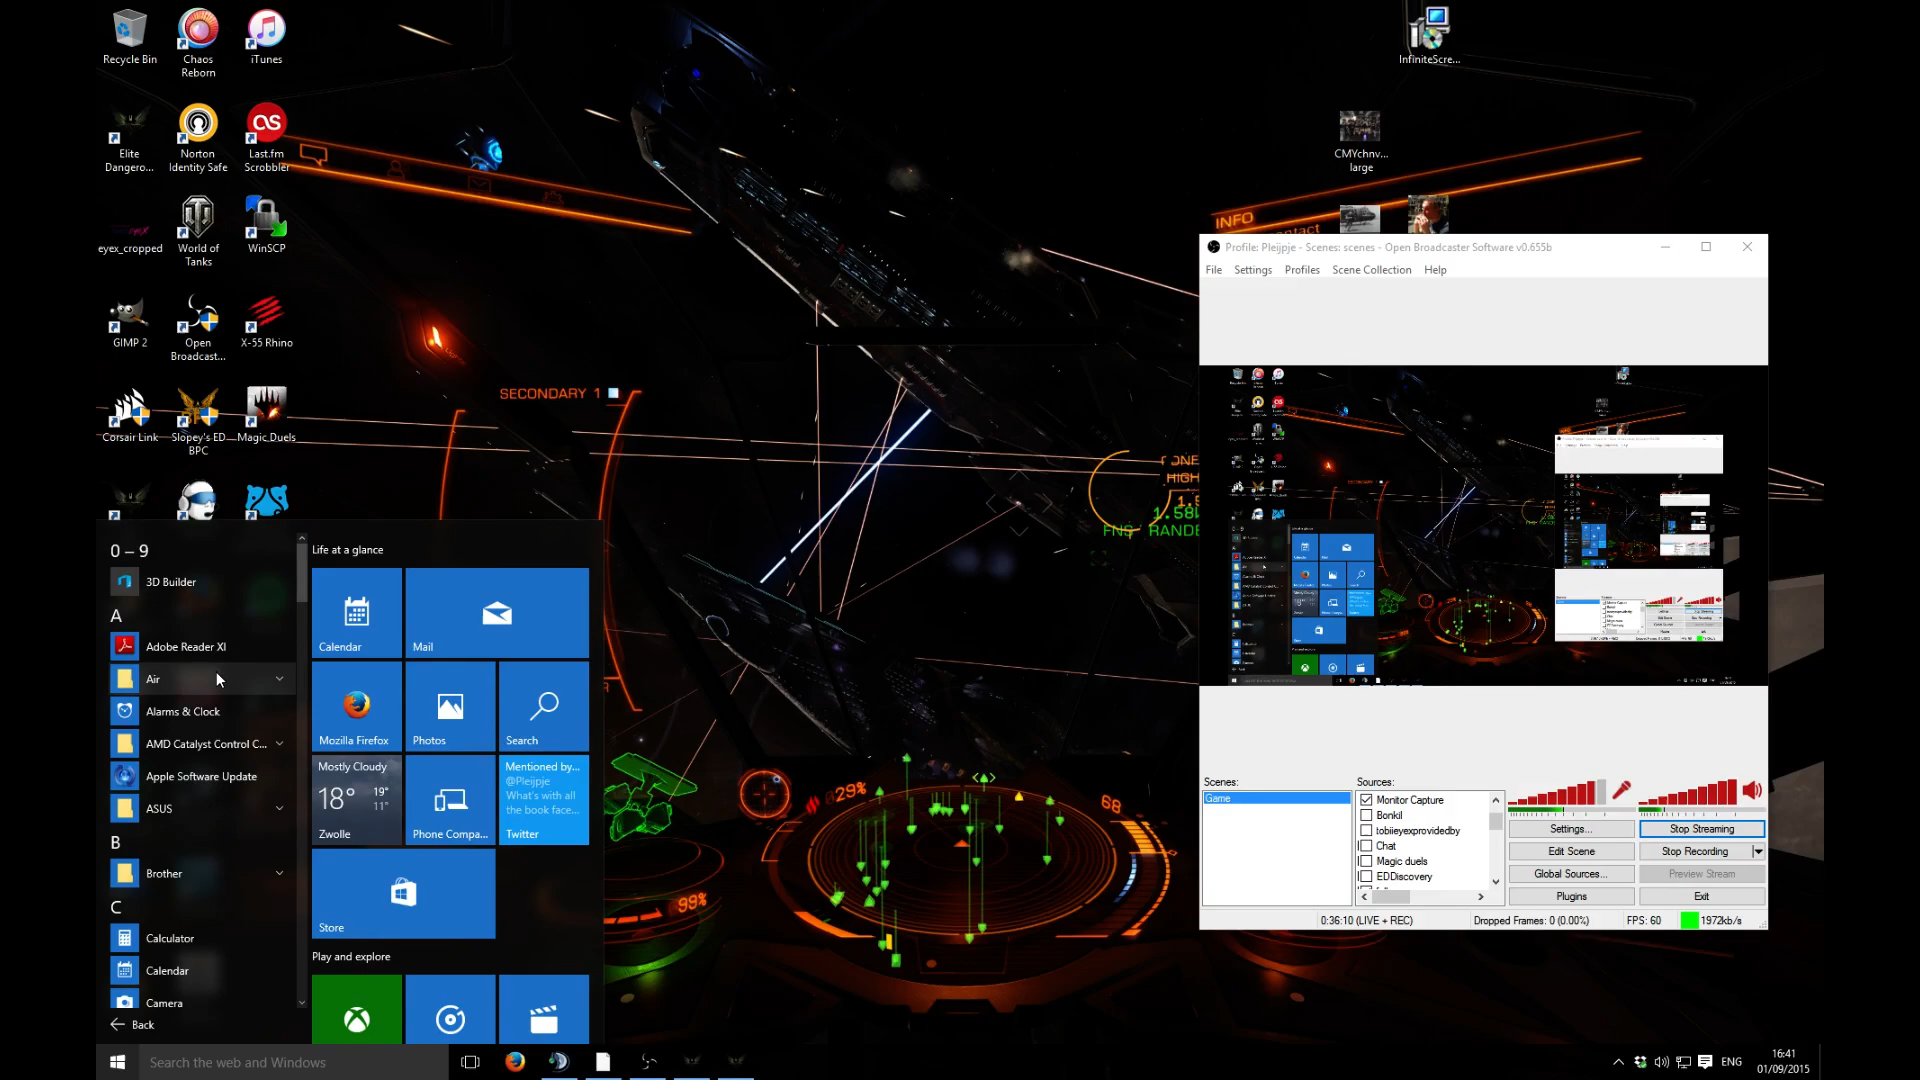 Recycle Bin
Chaos
Reborn
iTunes
InfiniteScre...
Elite
Dangero...
Norton
Identity Safe
Last.fm
Scrobbler
CMYchnv...
large
eyex_cropped
World of
Tanks
WinSCP
INFO
Profile: Pleijpje - Scenes: scenes - Open Broadcaster Software v0.655b
File Settings Profiles Scene Collection Help
GIMP 2
Open
Broadcast...
X-55 Rhino
SECONDARY 1
Corsair Link
Slopey's ED
BPC
Magic Duels
HIGH
1.58
RANDE
0 – 9
3D Builder
A
Adobe Reader XI
Air
Alarms & Clock
AMD Catalyst Control C...
Apple Software Update
ASUS
B
Brother
C
Calculator
Calendar
Camera
Back
Life at a glance
Calendar
Mail
Mozilla Firefox
Photos
Search
Mostly Cloudy
18° 19°
11°
Zwolle
Phone Compa...
Mentioned by...
@Pleijpje
What's with all
the book face...
Twitter
Store
Play and explore
29%
68
99%
Scenes:
Game
Sources:
Monitor Capture
Bonkil
tobiieyexprovidedby
Chat
Magic duels
EDDiscovery
Settings...
Stop Streaming
Edit Scene
Stop Recording
Global Sources...
Preview Stream
Plugins
Exit
0:36:10 (LIVE + REC)
Dropped Frames: 0 (0.00%)
FPS: 60
1972kb/s
Search the web and Windows
ENG
16:41
01/09/2015